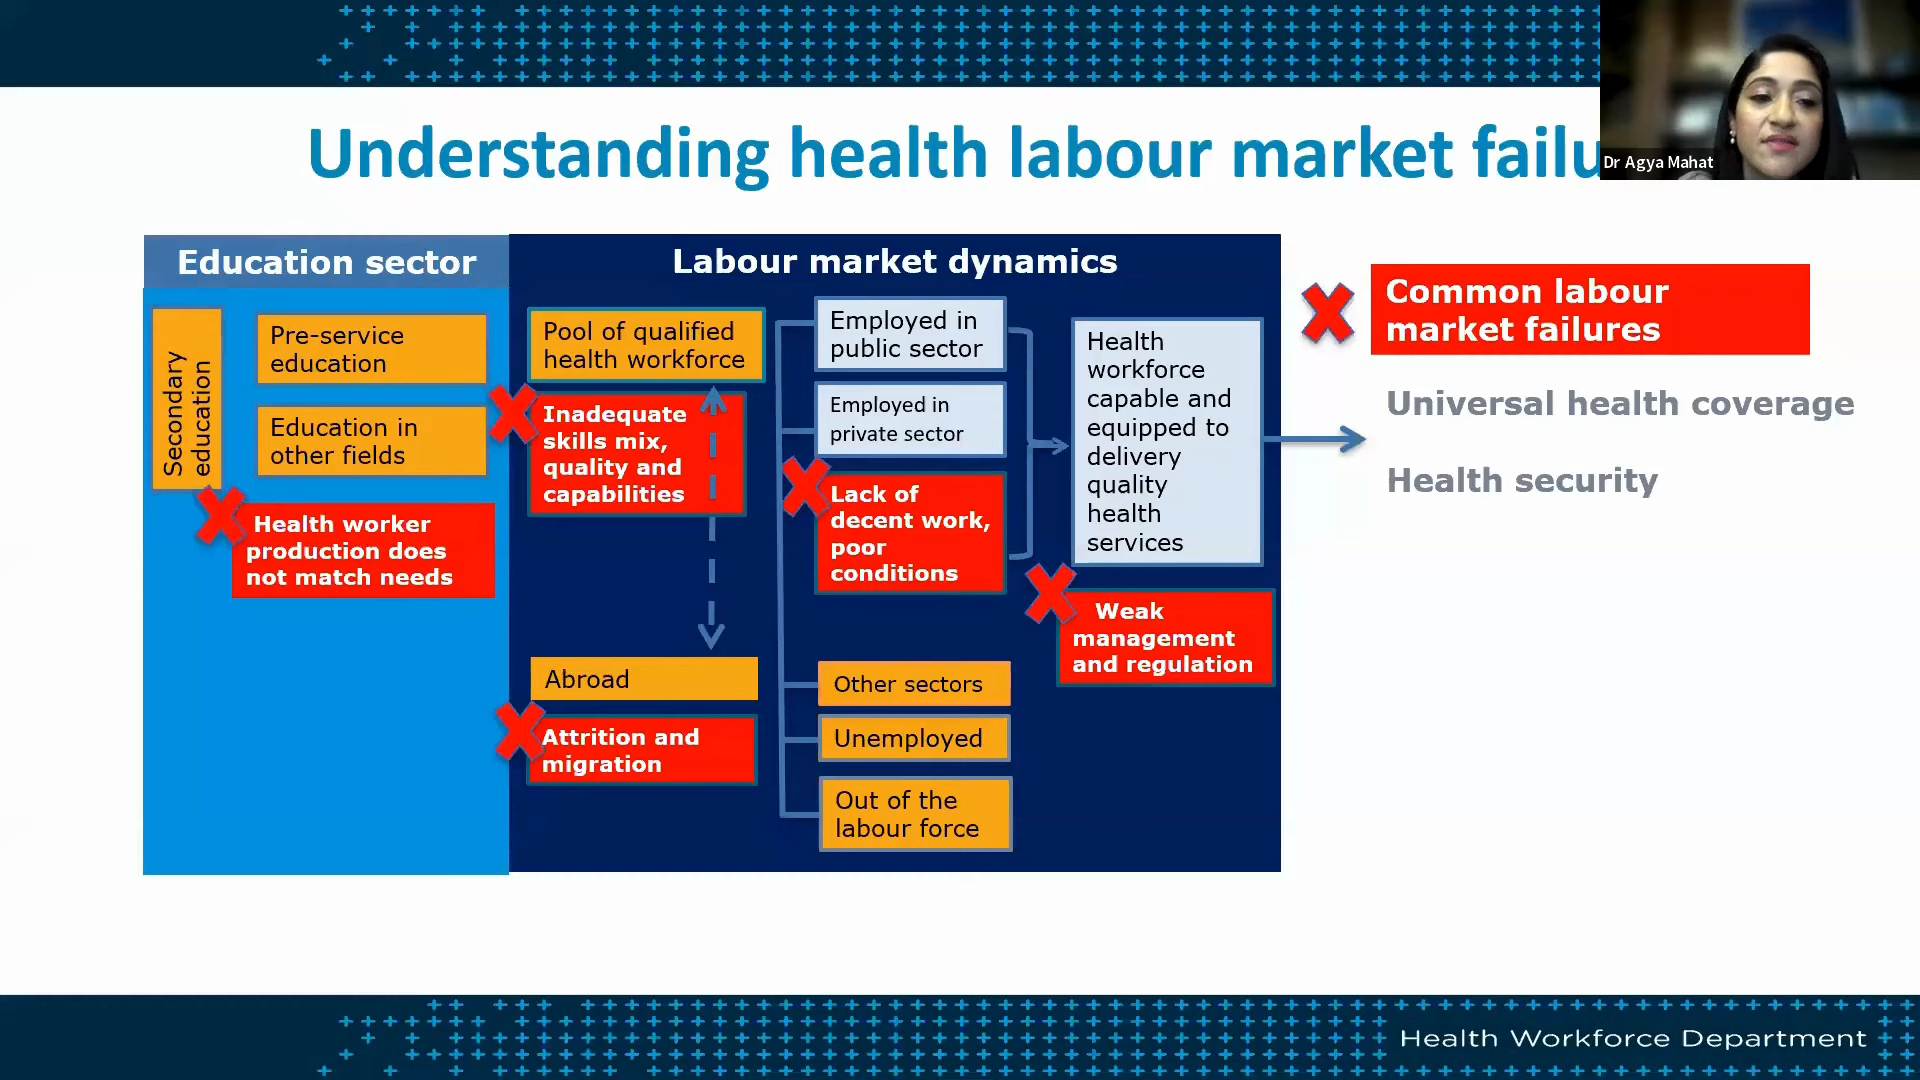 Understanding health labour market failu
Dr Agya Mahat
Education sector
Secondary
education
Pre-service
education
Education in
other fields
Health worker
production does
not match needs
Labour market dynamics
Pool of qualified
health workforce
Inadequate
skills mix,
quality and
capabilities
Abroad
Attrition and
migration
Employed in
public sector
Employed in
private sector
Lack of
decent work,
poor
conditions
Other sectors
Unemployed
Out of the
labour force
Health
workforce
capable and
equipped to
delivery
quality
health
services
Weak
management
and regulation
Common labour
market failures
Universal health coverage
Health security
Health Workforce Department